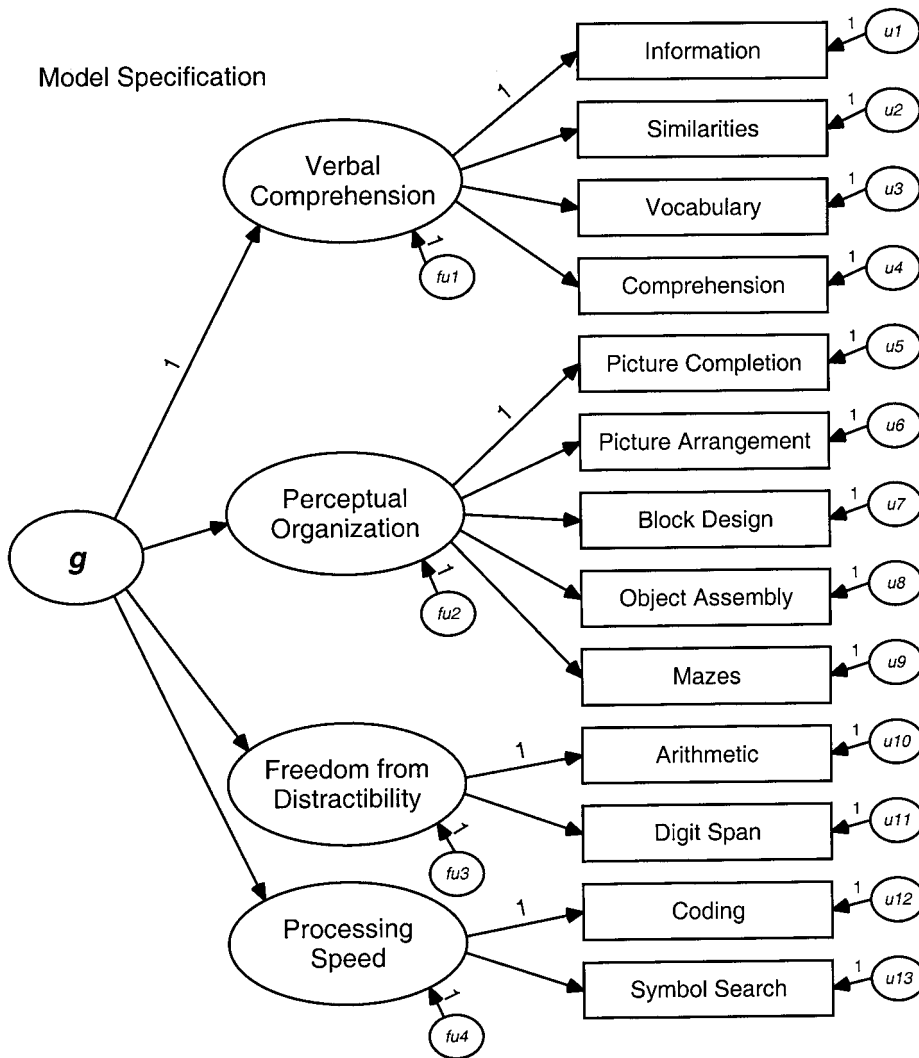 Model Specification
1
Information
1
u1
Similarities
1
u2
Verbal
Comprehension
Vocabulary
1
u3
1
fu1
Comprehension
1
u4
1
1
Picture Completion
1
u5
Picture Arrangement
1
u6
Perceptual
Organization
Block Design
1
u7
g
1
fu2
Object Assembly
1
u8
Mazes
1
u9
1
Arithmetic
1
u10
Freedom from
Distractibility
Digit Span
1
u11
1
fu3
1
Coding
1
u12
Processing
Speed
Symbol Search
1
u13
1
fu4